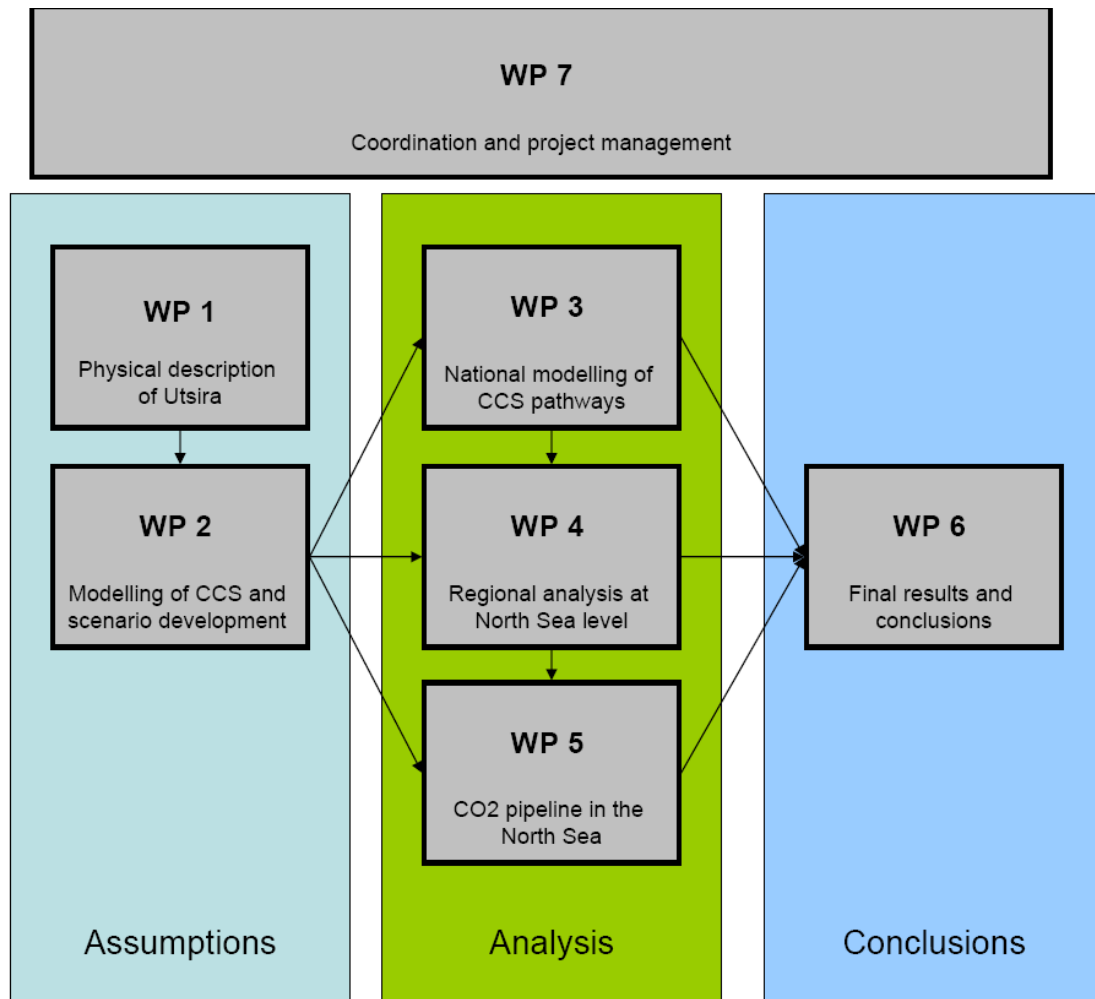 WP 7
Coordination and project management
WP 1
Physical description
of Utsira
WP 2
Modelling of CCS and
scenario development
Assumptions
WP 3
National modelling of
CCS pathways
WP 4
Regional analysis at
North Sea level
WP 5
CO2 pipeline in the
North Sea
Analysis
WP 6
Final results and
conclusions
Conclusions